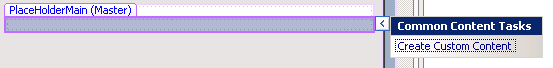 PlaceHolderMain (Master)
<
Common Content Tasks
Create Custom Content